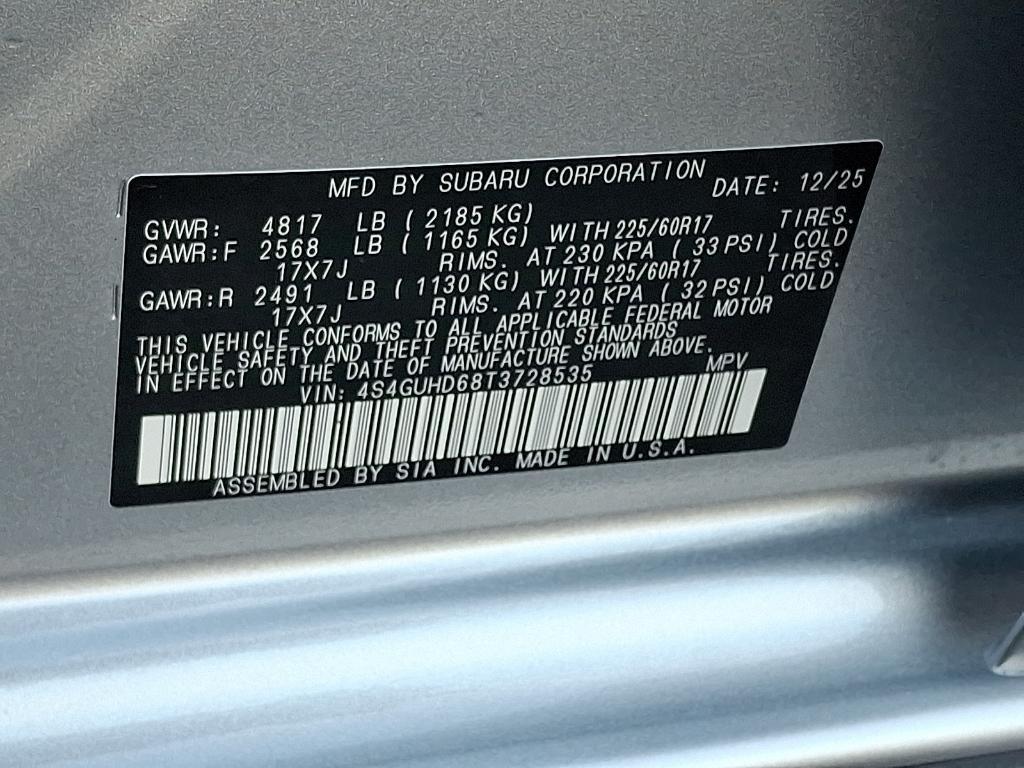 MFD BY SUBARU CORPORATION DATE: 12/25
GVWR: 4817 LB ( 2185 KG)
GAWR:F 2568 LB ( 1165 KG) WITH 225/60R17 TIRES.
17X7J RIMS. AT 230 KPA ( 33 PSI) COLD
GAWR:R 2491 LB ( 1130 KG) WITH 225/60R17 TIRES.
17X7J RIMS. AT 220 KPA ( 32 PSI) COLD
THIS VEHICLE CONFORMS TO ALL APPLICABLE FEDERAL MOTOR
VEHICLE SAFETY AND THEFT PREVENTION STANDARDS
IN EFFECT ON THE DATE OF MANUFACTURE SHOWN ABOVE.
VIN: 4S4GUHD68T3728535 MPV
ASSEMBLED BY SIA INC. MADE IN U.S.A.